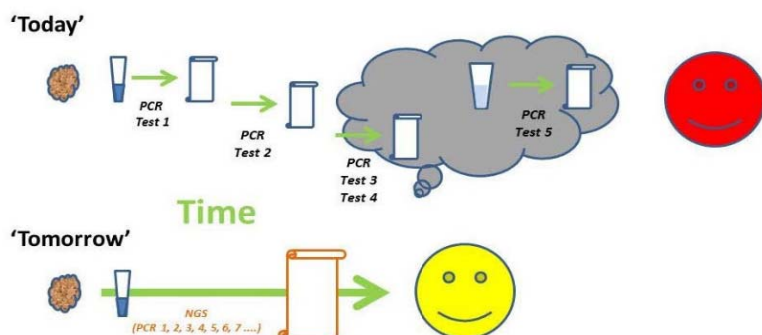 ‘Today’
PCR
Test 1
PCR
Test 2
PCR
Test 3
Test 4
PCR
Test 5
Time
‘Tomorrow’
NGS
(PCR 1, 2, 3, 4, 5, 6, 7 ....)